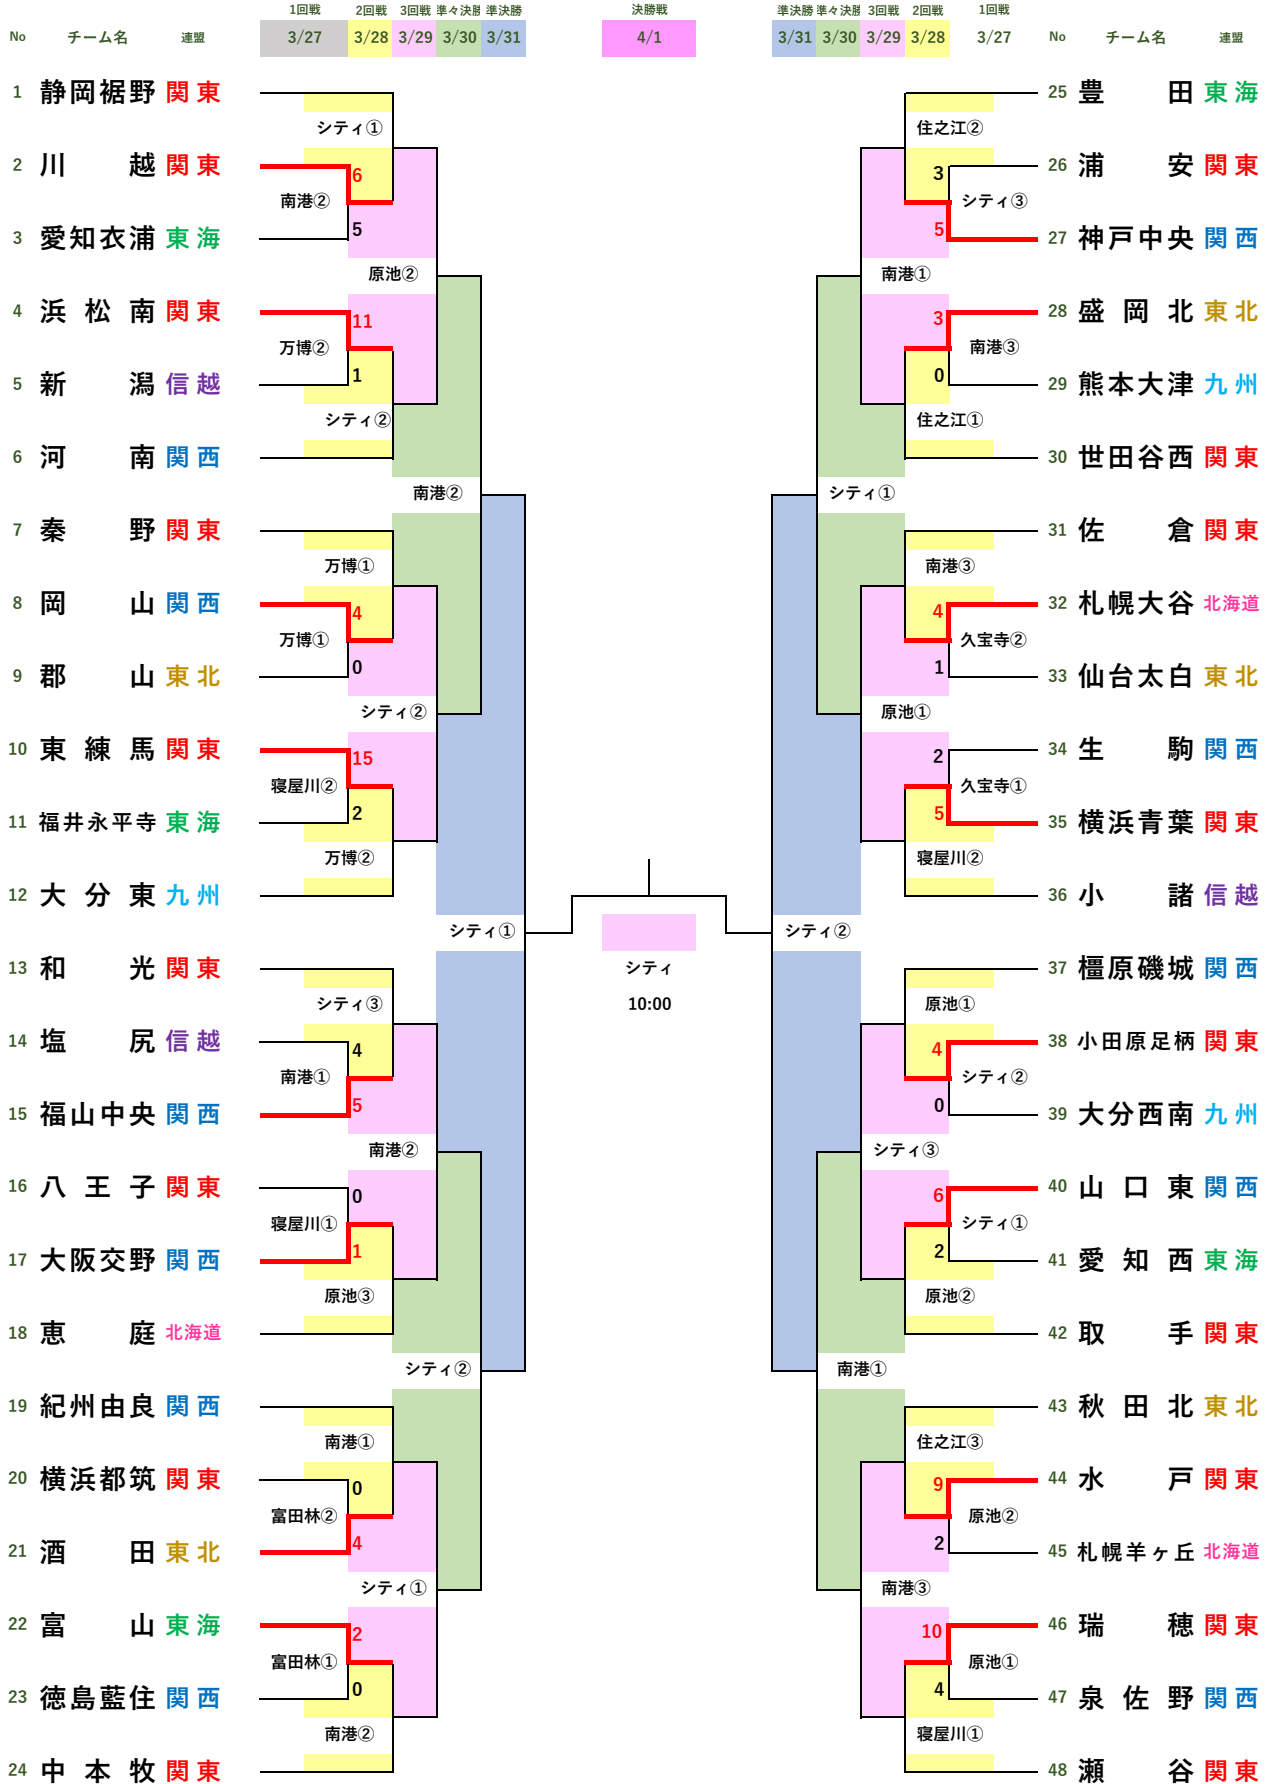 1回戦 2回戦 3回戦 準々決勝 準決勝 決勝戦 準決勝 準々決勝 3回戦 2回戦 1回戦
No チーム名 連盟 3/27 3/28 3/29 3/30 3/31 4/1 3/31 3/30 3/29 3/28 3/27 No チーム名 連盟
1 静岡裾野 関東 25 豊田 東海
シティ① 住之江②
2 川越 関東 6 3 26 浦安 関東
南港② シティ③
3 愛知衣浦 東海 5 5 27 神戸中央 関西
原池② 南港①
4 浜松南 関東 11 3 28 盛岡北 東北
万博② 南港③
5 新潟 信越 1 0 29 熊本大津 九州
シティ② 住之江①
6 河南 関西 30 世田谷西 関東
南港② シティ①
7 秦野 関東 31 佐倉 関東
万博① 南港③
8 岡山 関西 4 4 32 札幌大谷 北海道
万博① 久宝寺②
9 郡山 東北 0 1 33 仙台太白 東北
シティ② 原池①
10 東練馬 関東 15 2 34 生駒 関西
寝屋川② 久宝寺①
11 福井永平寺 東海 2 5 35 横浜青葉 関東
万博② 寝屋川②
12 大分東 九州 36 小諸 信越
シティ① シティ②
13 和光 関東 シティ 37 橿原磯城 関西
シティ③ 10:00 原池①
14 塩尻 信越 4 4 38 小田原足柄 関東
南港① シティ②
15 福山中央 関西 5 0 39 大分西南 九州
南港② シティ③
16 八王子 関東 0 6 40 山口東 関西
寝屋川① シティ①
17 大阪交野 関西 1 2 41 愛知西 東海
原池③ 原池②
18 恵庭 北海道 42 取手 関東
シティ② 南港①
19 紀州由良 関西 43 秋田北 東北
南港① 住之江③
20 横浜都筑 関東 0 9 44 水戸 関東
富田林② 原池②
21 酒田 東北 4 2 45 札幌羊ヶ丘 北海道
シティ① 南港③
22 富山 東海 2 10 46 瑞穂 関東
富田林① 原池①
23 徳島藍住 関西 0 4 47 泉佐野 関西
南港② 寝屋川①
24 中本牧 関東 48 瀬谷 関東